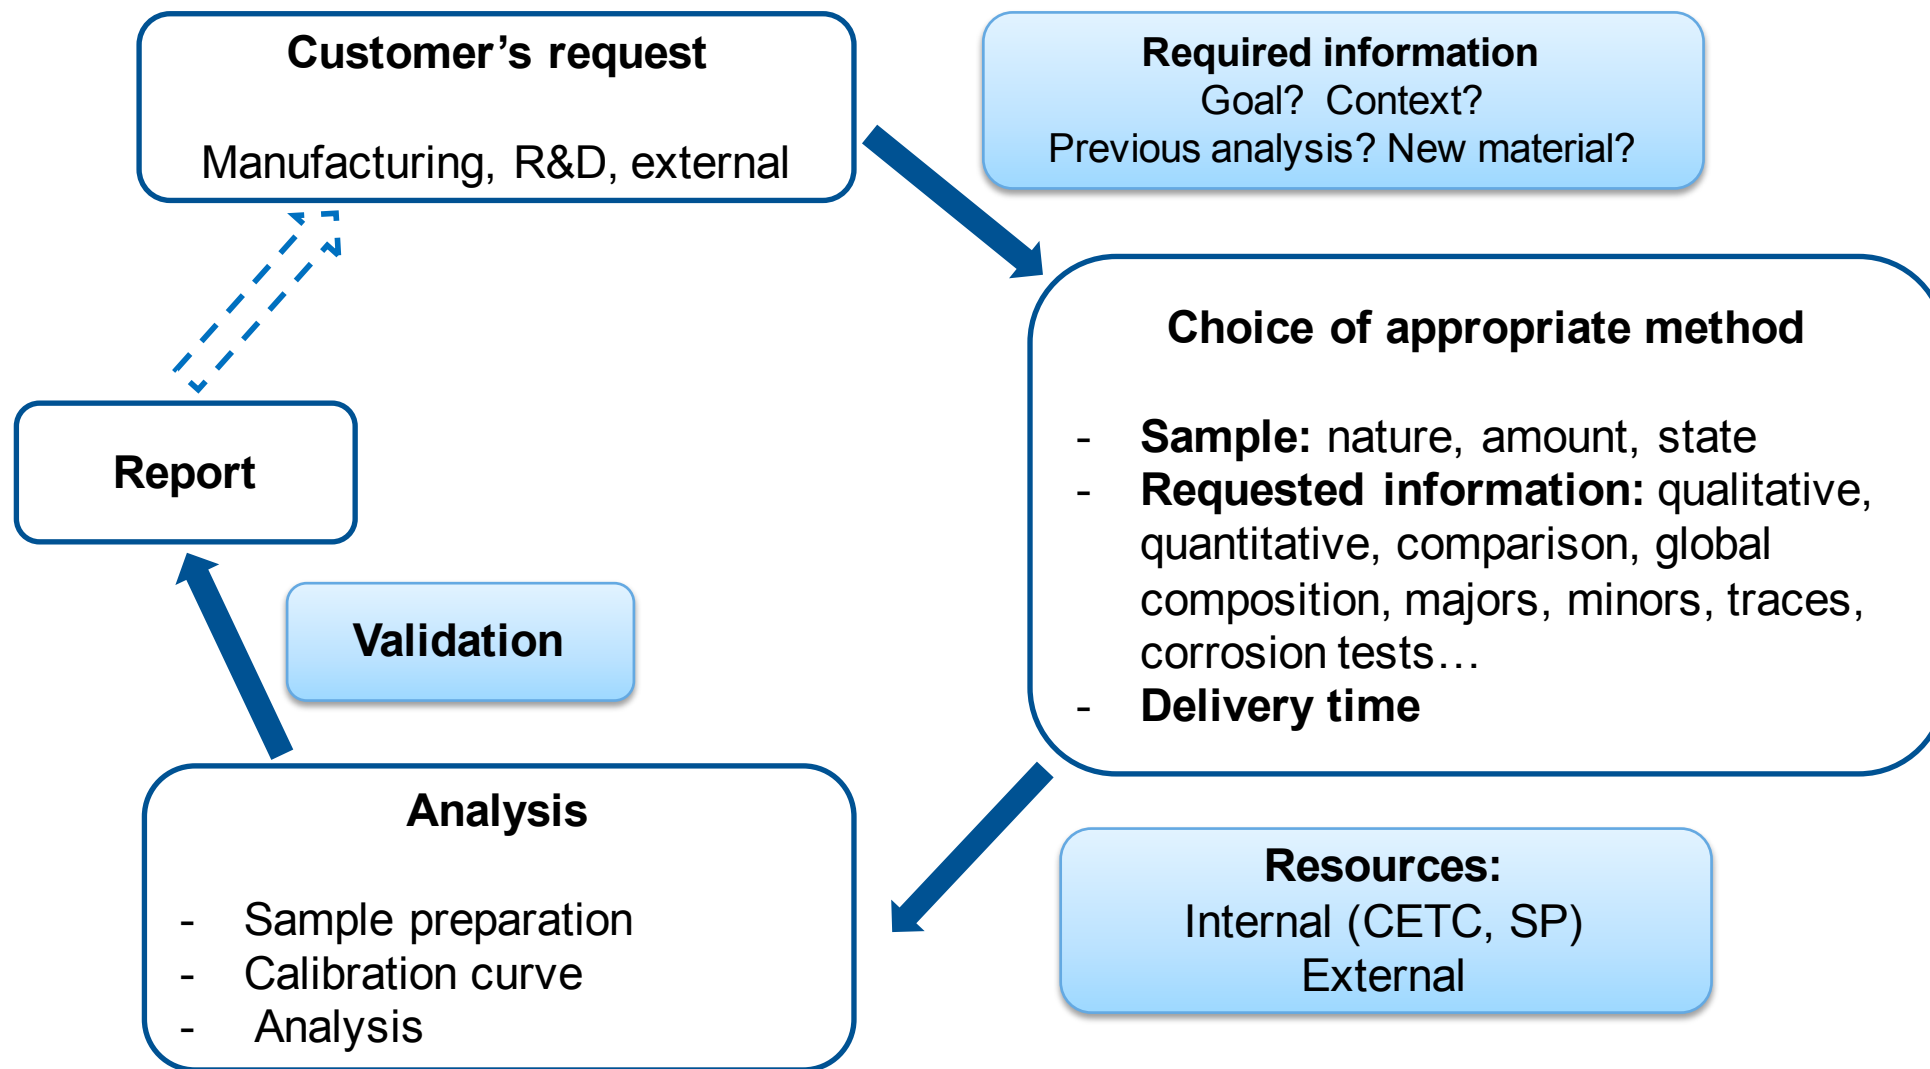 Customer’s request
Manufacturing, R&D, external
Required information
Goal? Context?
Previous analysis? New material?
Choice of appropriate method
- Sample: nature, amount, state
- Requested information: qualitative,
quantitative, comparison, global
composition, majors, minors, traces,
corrosion tests…
- Delivery time
Resources:
Internal (CETC, SP)
External
Analysis
- Sample preparation
- Calibration curve
- Analysis
Validation
Report